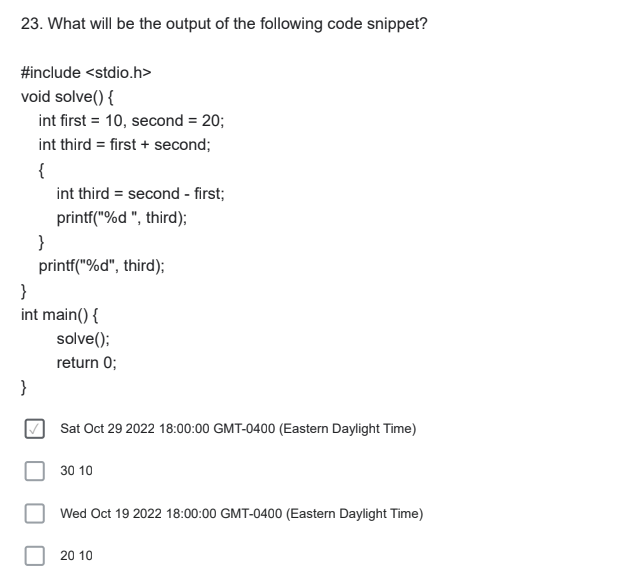 23. What will be the output of the following code snippet?
#include <stdio.h>
void solve() {
int first = 10, second = 20;
int third = first + second;
{
int third = second - first;
printf("%d ", third);
}
printf("%d", third);
}
int main() {
solve();
return 0;
}
Sat Oct 29 2022 18:00:00 GMT-0400 (Eastern Daylight Time)
30 10
Wed Oct 19 2022 18:00:00 GMT-0400 (Eastern Daylight Time)
20 10